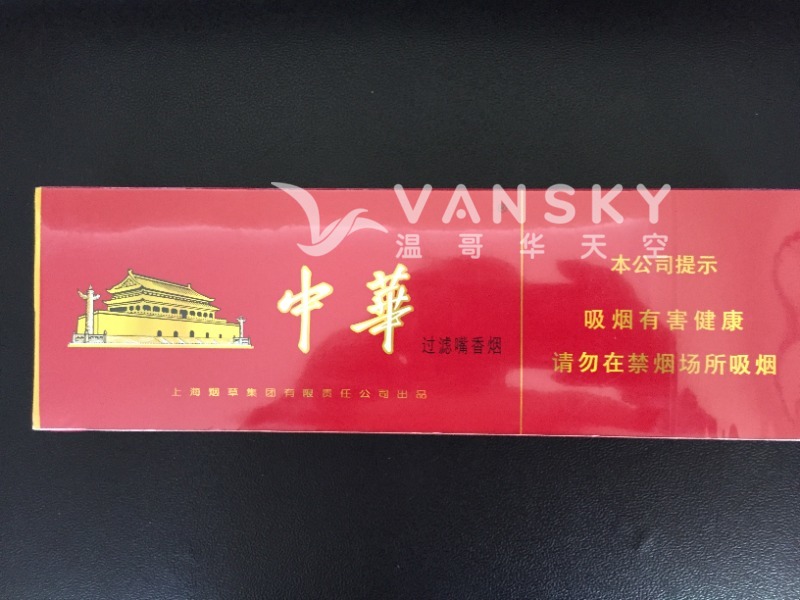 VANSKY
温哥华天空
中華
过滤嘴香烟
上海烟草集团有限责任公司出品
本公司提示
吸烟有害健康
请勿在禁烟场所吸烟